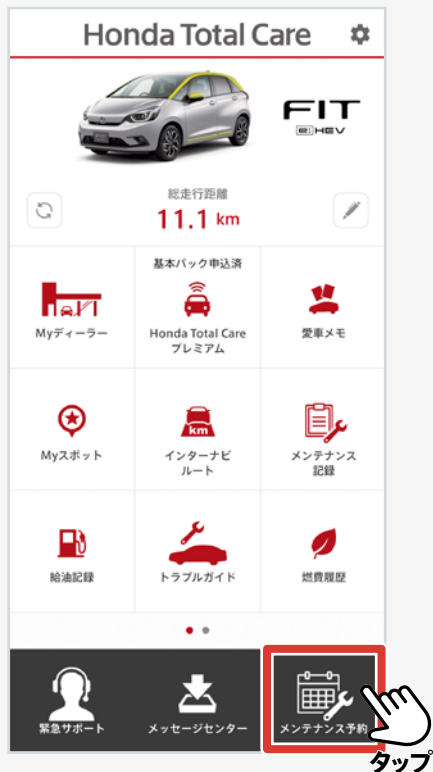 Honda Total Care
FIT
e:HEV
総走行距離
11.1 km
基本パック申込済
Myディーラー
Honda Total Care
プレミアム
愛車メモ
km
Myスポット
インターナビ
ルート
メンテナンス
記録
給油記録
トラブルガイド
燃費履歴
緊急サポート
メッセージセンター
メンテナンス予約
タップ